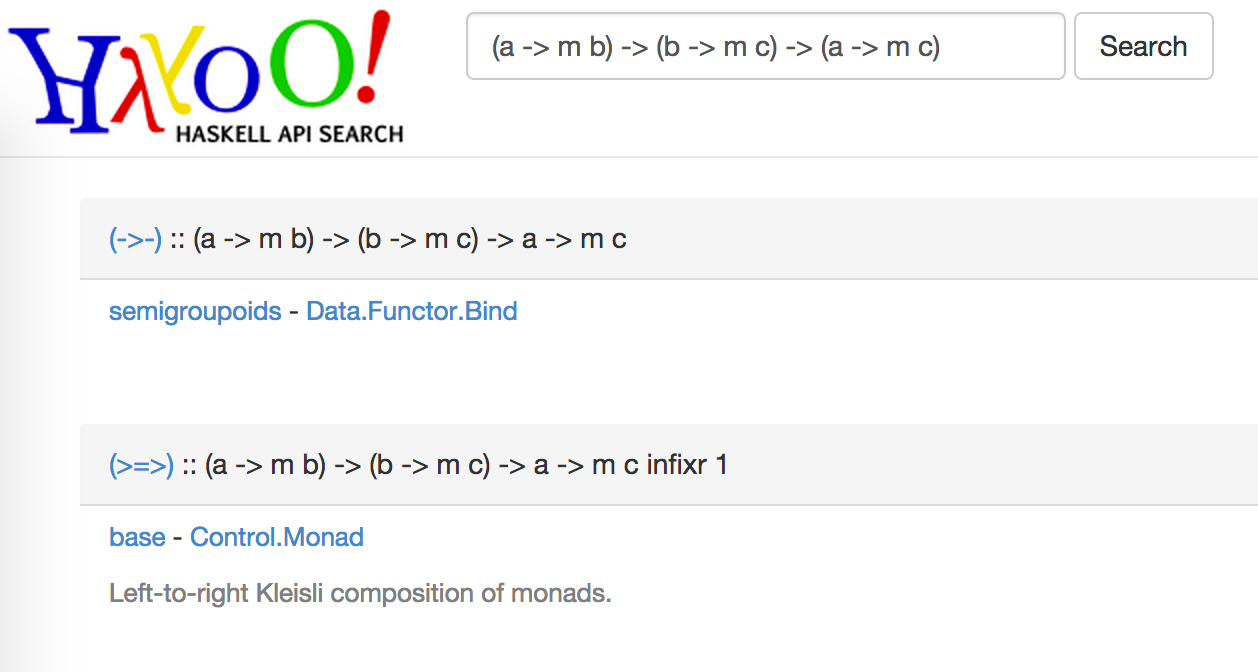 HλYOO!
HASKELL API SEARCH
(a -> m b) -> (b -> m c) -> (a -> m c)
Search
(->-) :: (a -> m b) -> (b -> m c) -> a -> m c
semigroupoids - Data.Functor.Bind
(>=>) :: (a -> m b) -> (b -> m c) -> a -> m c infixr 1
base - Control.Monad
Left-to-right Kleisli composition of monads.